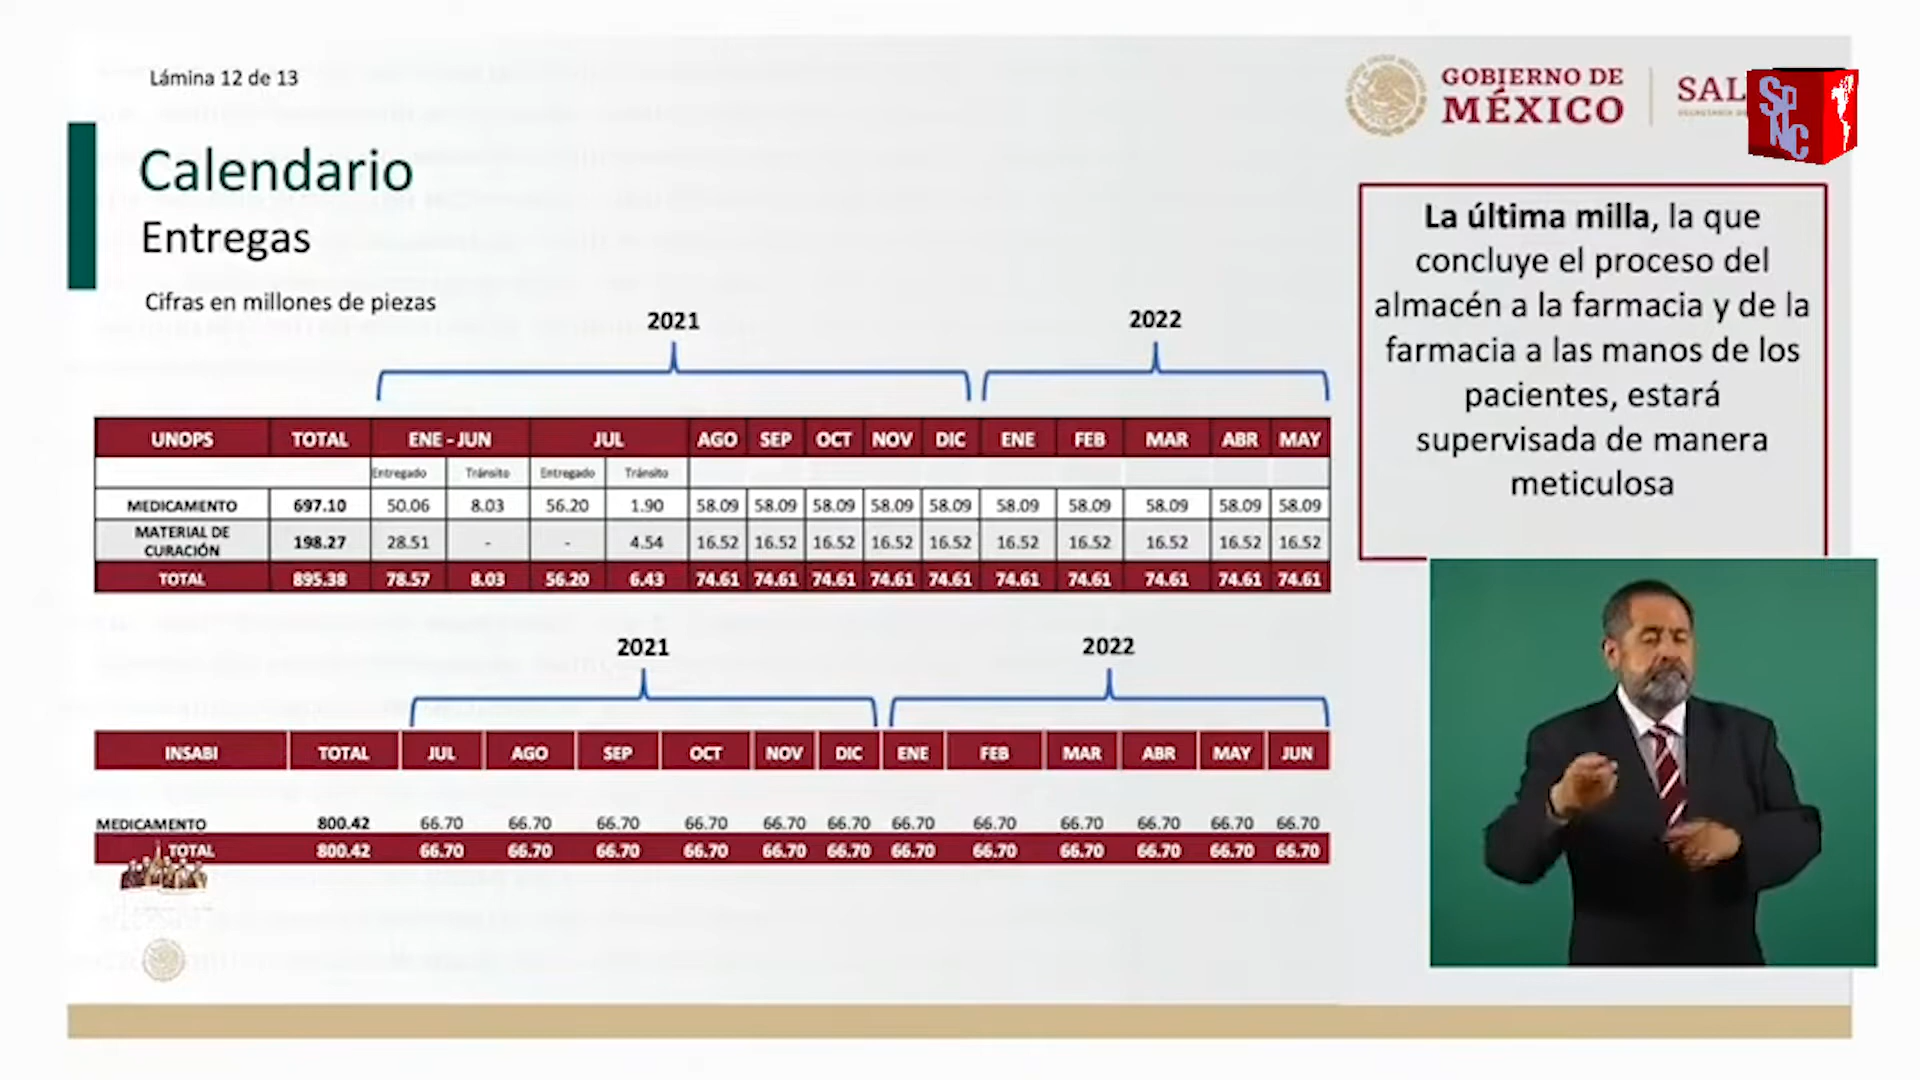 Lámina 12 de 13
GOBIERNO DE
MÉXICO
SAL
SPNC
Calendario
Entregas
Cifras en millones de piezas
La última milla, la que
concluye el proceso del
almacén a la farmacia y de la
farmacia a las manos de los
pacientes, estará
supervisada de manera
meticulosa
2021 2022
UNOPS TOTAL ENE - JUN JUL AGO SEP OCT NOV DIC ENE FEB MAR ABR MAY
Entregado Tránsito Entregado Tránsito
MEDICAMENTO 697.10 50.06 8.03 56.20 1.90 58.09 58.09 58.09 58.09 58.09 58.09 58.09 58.09 58.09 58.09
MATERIAL DE
CURACIÓN 198.27 28.51 - - 4.54 16.52 16.52 16.52 16.52 16.52 16.52 16.52 16.52 16.52 16.52
TOTAL 895.38 78.57 8.03 56.20 6.43 74.61 74.61 74.61 74.61 74.61 74.61 74.61 74.61 74.61 74.61
2021 2022
INSABI TOTAL JUL AGO SEP OCT NOV DIC ENE FEB MAR ABR MAY JUN
MEDICAMENTO 800.42 66.70 66.70 66.70 66.70 66.70 66.70 66.70 66.70 66.70 66.70 66.70 66.70
TOTAL 800.42 66.70 66.70 66.70 66.70 66.70 66.70 66.70 66.70 66.70 66.70 66.70 66.70